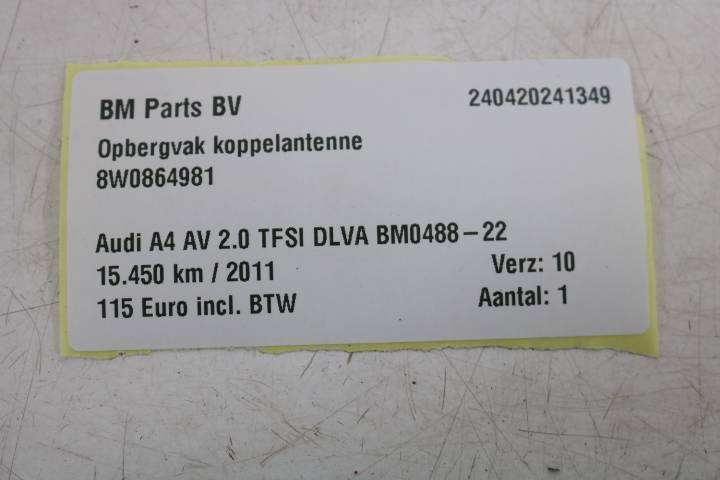 BM Parts BV 240420241349
Opbergvak koppelantenne
8W0864981
Audi A4 AV 2.0 TFSI DLVA BM0488-22
15.450 km / 2011 Verz: 10
115 Euro incl. BTW Aantal: 1